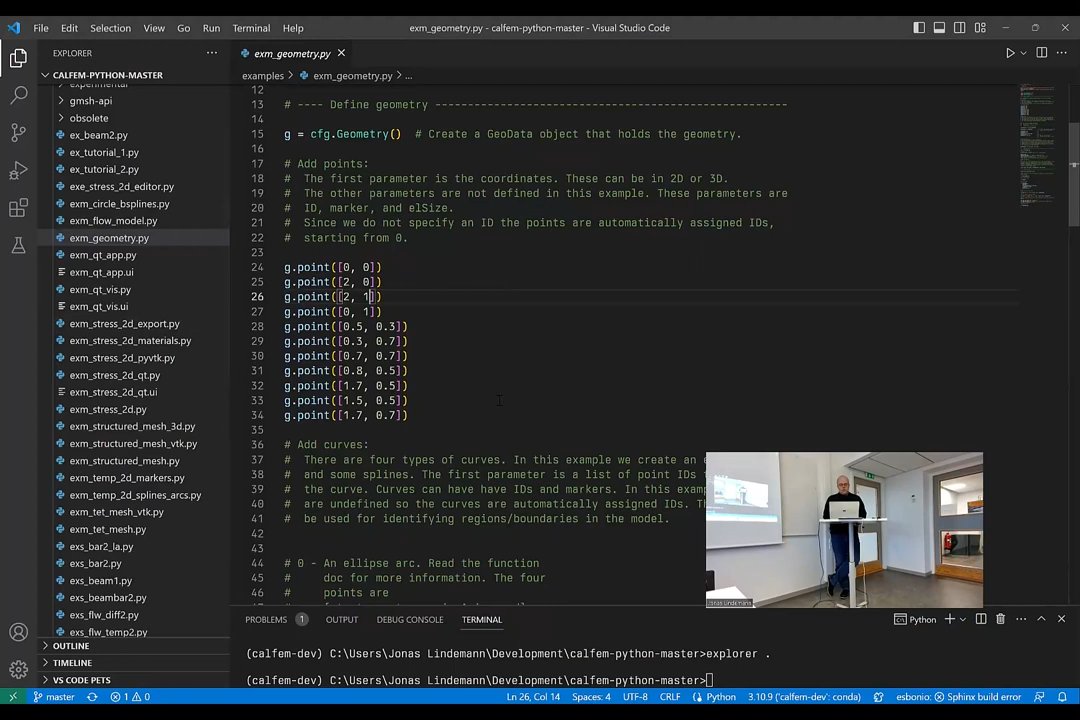 File Edit Selection View Go Run Terminal Help
exm_geometry.py - calfem-python-master - Visual Studio Code
EXPLORER
CALFEM-PYTHON-MASTER
experimental
gmsh-api
obsolete
ex_beam2.py
ex_tutorial_1.py
ex_tutorial_2.py
exe_stress_2d_editor.py
exm_circle_bsplines.py
exm_flow_model.py
exm_geometry.py
exm_qt_app.py
exm_qt_app.ui
exm_qt_vis.py
exm_qt_vis.ui
exm_stress_2d_export.py
exm_stress_2d_materials.py
exm_stress_2d_pyvtk.py
exm_stress_2d_qt.py
exm_stress_2d_qt.ui
exm_stress_2d.py
exm_structured_mesh_3d.py
exm_structured_mesh_vtk.py
exm_structured_mesh.py
exm_temp_2d_markers.py
exm_temp_2d_splines_arcs.py
exm_tet_mesh_vtk.py
exm_tet_mesh.py
exs_bar2_la.py
exs_bar2.py
exs_beam1.py
exs_beambar2.py
exs_flw_diff2.py
exs_flw_temp2.py
OUTLINE
TIMELINE
VS CODE PETS
exm_geometry.py
examples > exm_geometry.py > ...
12
13 # ---- Define geometry -----------------------------------------------------
14
15 g = cfg.Geometry()  # Create a GeoData object that holds the geometry.
16
17 # Add points:
18 #  The first parameter is the coordinates. These can be in 2D or 3D.
19 #  The other parameters are not defined in this example. These parameters are
20 #  ID, marker, and elSize.
21 #  Since we do not specify an ID the points are automatically assigned IDs,
22 #  starting from 0.
23
24 g.point([0, 0])
25 g.point([2, 0])
26 g.point([2, 1])
27 g.point([0, 1])
28 g.point([0.5, 0.3])
29 g.point([0.3, 0.7])
30 g.point([0.7, 0.7])
31 g.point([0.8, 0.5])
32 g.point([1.7, 0.5])
33 g.point([1.5, 0.5])
34 g.point([1.7, 0.7])
35
36 # Add curves:
37 #  There are four types of curves. In this example we create an e
38 #  and some splines. The first parameter is a list of point IDs
39 #  the curve. Curves can have have IDs and markers. In this examp
40 #  are undefined so the curves are automatically assigned IDs. Th
41 #  be used for identifying regions/boundaries in the model.
42
43
44 # 0 - An ellipse arc. Read the function
45 #     doc for more information. The four
46 #     points are
47
Jonas Lindemann
PROBLEMS 1 OUTPUT DEBUG CONSOLE TERMINAL
Python
(calfem-dev) C:\Users\Jonas Lindemann\Development\calfem-python-master>explorer .
(calfem-dev) C:\Users\Jonas Lindemann\Development\calfem-python-master>
master 1 0 Ln 26, Col 14 Spaces: 4 UTF-8 CRLF Python 3.10.9 ('calfem-dev': conda) esbonio: Sphinx build error